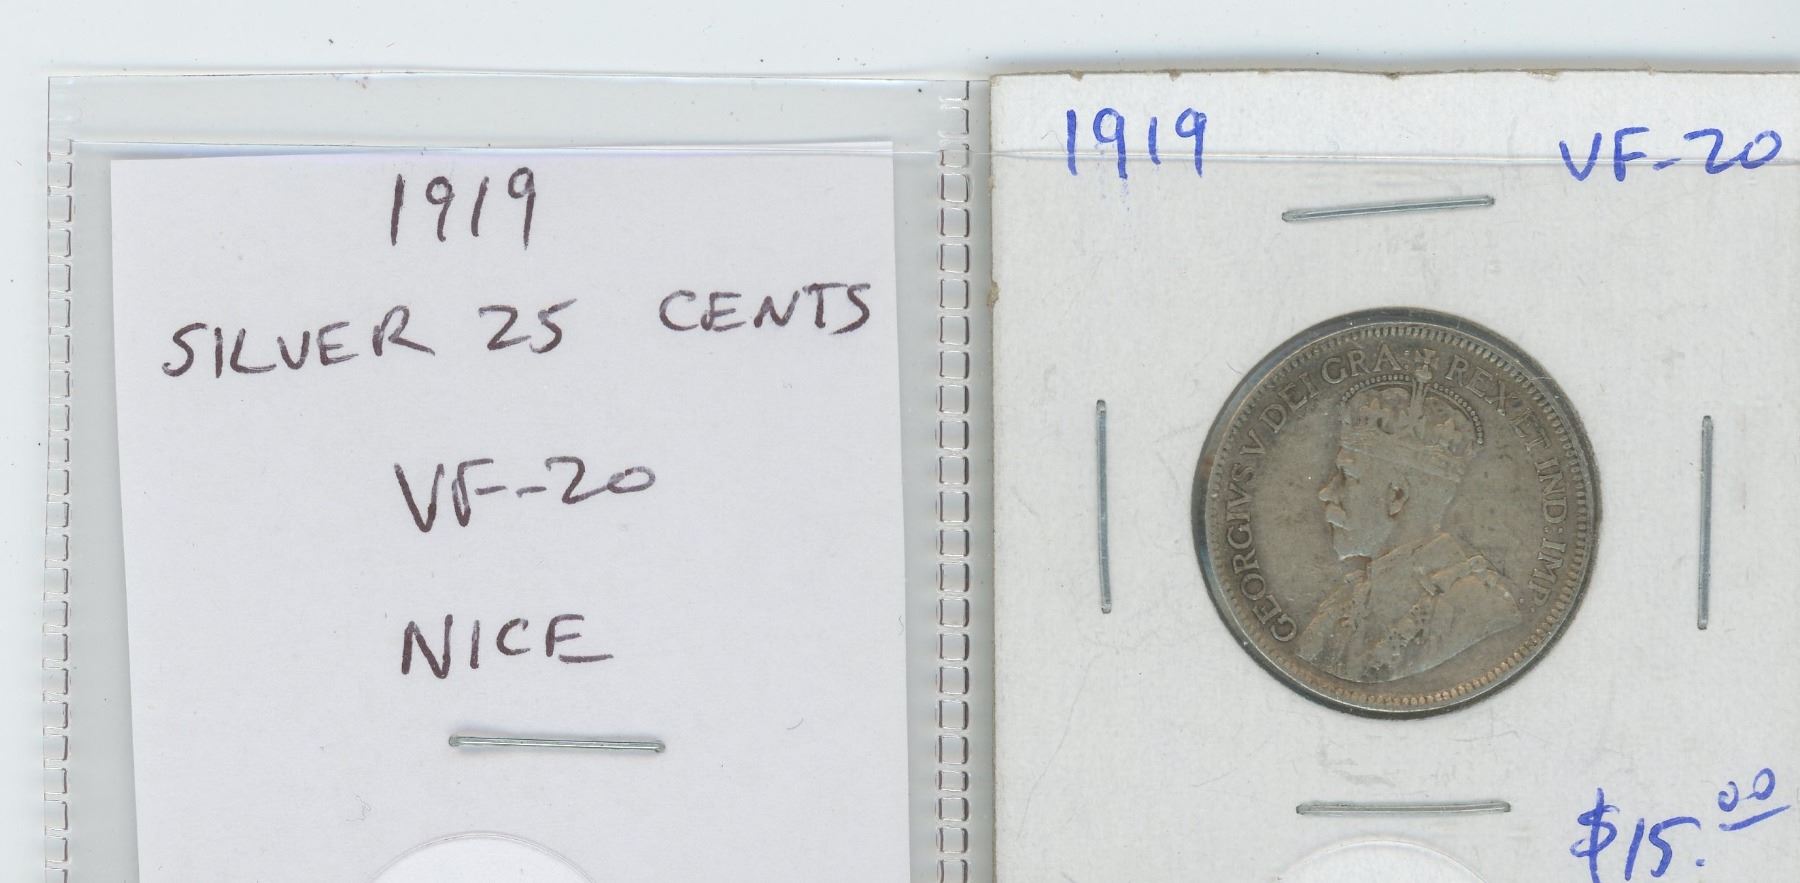 1919
SILVER 25 CENTS
VF-20
NICE
1919 VF-20
GEORGIVS V DEI GRA: REX ET IND: IMP:
$15.00